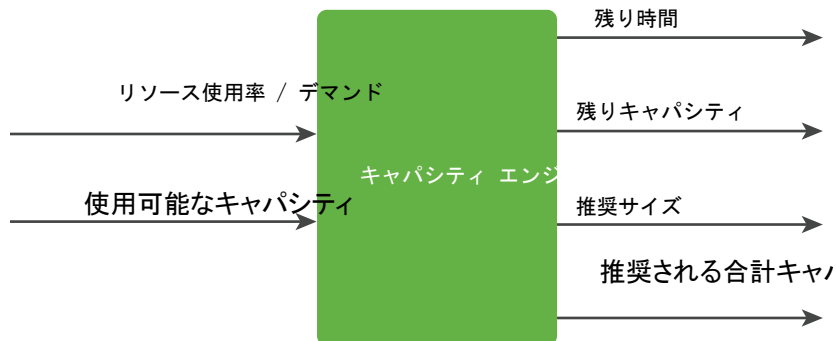 残り時間
リソース使用率 / デマンド
残りキャパシティ
キャパシティ エンジ
使用可能なキャパシティ
推奨サイズ
推奨される合計キャ